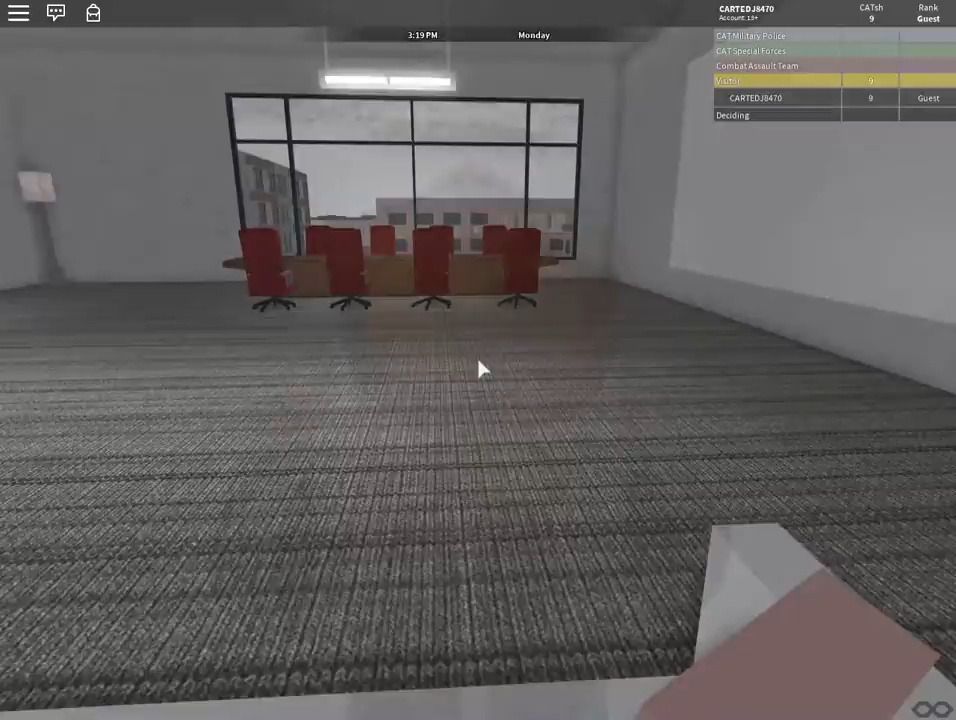 CARTEDJ8470 CATsh Rank
Account: 13+ 9 Guest
3:19 PM Monday
CAT Military Police
CAT Special Forces
Combat Assault Team
Visitor 9
CARTEDJ8470 9 Guest
Deciding